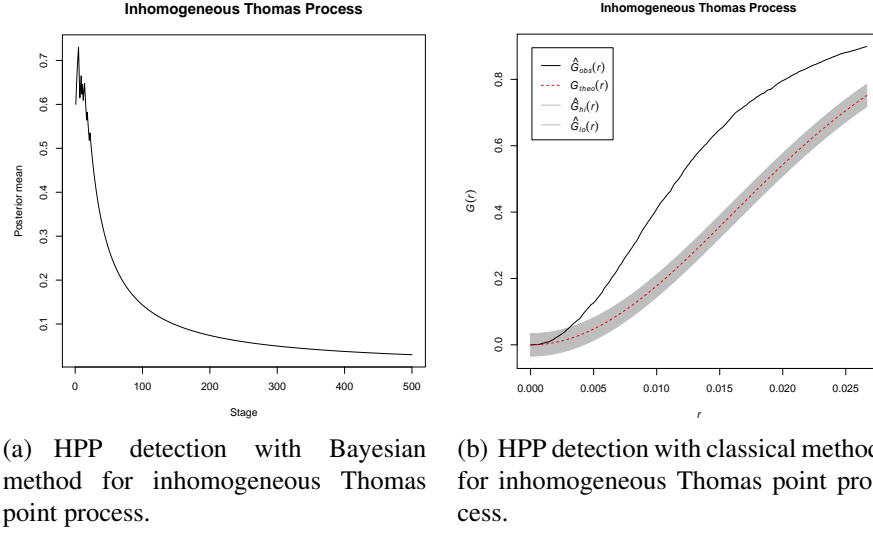 Inhomogeneous Thomas Process
Posterior mean
0.7
0.6
0.5
0.4
0.3
0.2
0.1
0
100
200
300
400
500
Stage
(a) HPP detection with Bayesian
method for inhomogeneous Thomas
point process.
Inhomogeneous Thomas Process
Ĝobs(r)
Gtheo(r)
Ĝhi(r)
Ĝlo(r)
G(r)
0.8
0.6
0.4
0.2
0.0
0.000
0.005
0.010
0.015
0.020
0.025
r
(b) HPP detection with classical method
for inhomogeneous Thomas point pro-
cess.